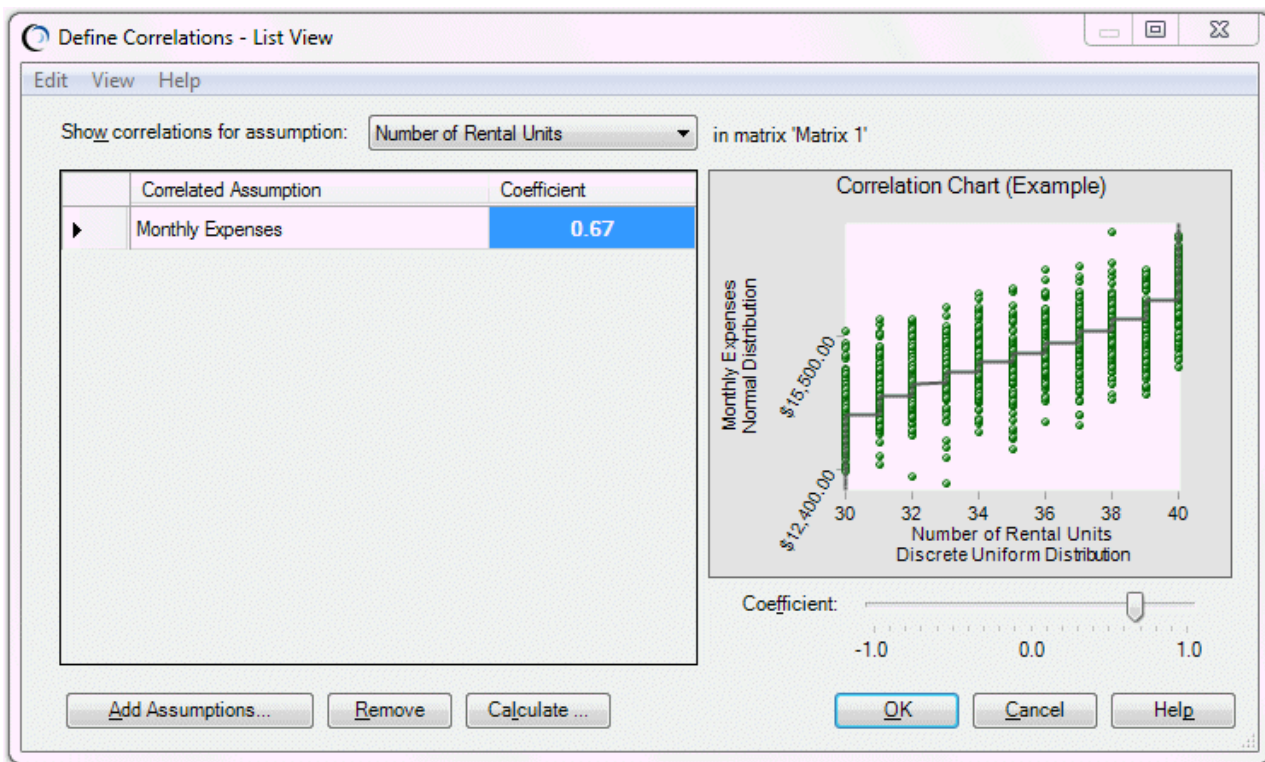 Define Correlations - List View
Edit View Help
Show correlations for assumption: Number of Rental Units in matrix 'Matrix 1'
Correlated Assumption Coefficient
Monthly Expenses 0.67
Correlation Chart (Example)
Monthly Expenses
Normal Distribution
$15,500.00
$12,400.00
30 32 34 36 38 40
Number of Rental Units
Discrete Uniform Distribution
Coefficient:
-1.0 0.0 1.0
Add Assumptions... Remove Calculate ... OK Cancel Help